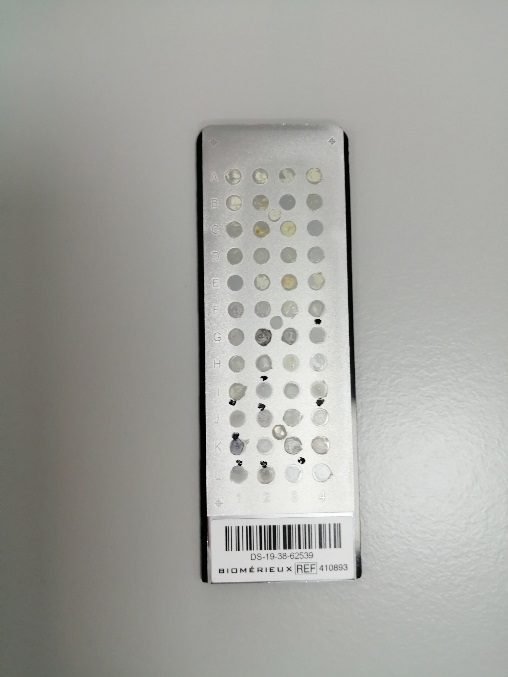 A
B
C
D
E
F
G
H
I
J
K
L
1 2 3 4
DS-19-38-62539
BIOMÉRIEUX REF 410893